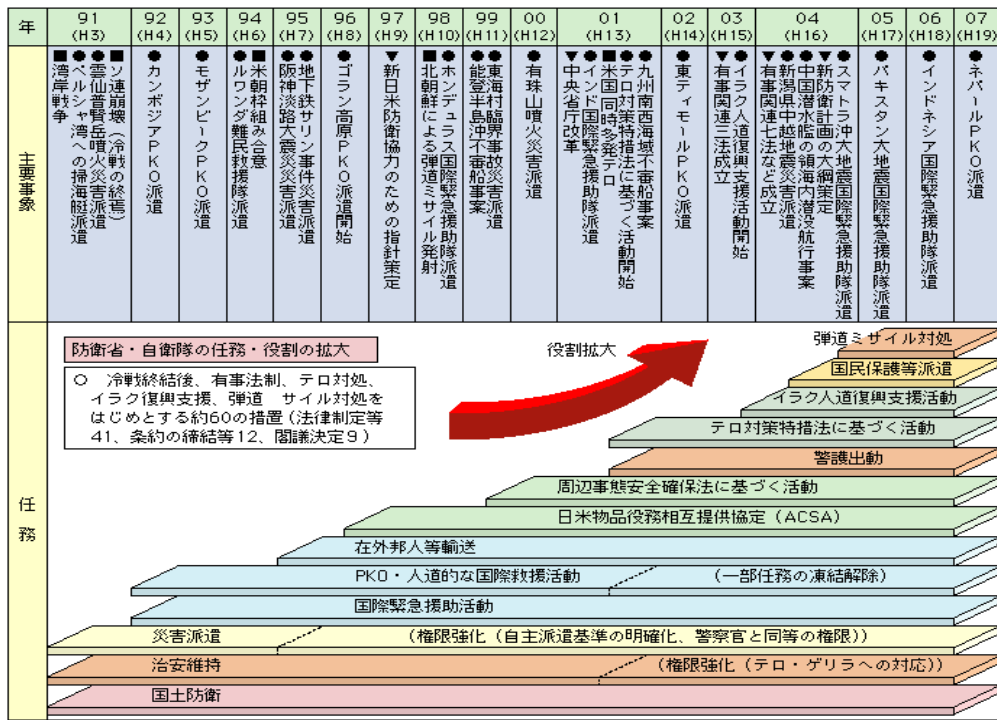 年
91
(H3)
92
(H4)
93
(H5)
94
(H6)
95
(H7)
96
(H8)
97
(H9)
98
(H10)
99
(H11)
00
(H12)
01
(H13)
02
(H14)
03
(H15)
04
(H16)
05
(H17)
06
(H18)
07
(H19)
主要事象
■湾岸戦争
●ペルシャ湾への掃海艇派遣
●雲仙普賢岳噴火災害派遣
■ソ連崩壊(冷戦の終焉)
●カンボジアPKO派遣
●モザンビークPKO派遣
●ルワンダ難民救援隊派遣
■米朝枠組み合意
●阪神淡路大震災災害派遣
●地下鉄サリン事件災害派遣
●ゴラン高原PKO派遣開始
▼新日米防衛協力のための指針策定
■北朝鮮による弾道ミサイル発射
●ホンデュラス国際緊急援助隊派遣
●能登半島沖不審船事案
●東海村臨界事故災害派遣
●有珠山噴火災害派遣
▼中央省庁改革
●インド国際緊急援助隊派遣
■米国同時多発テロ
●テロ対策特措法に基づく活動開始
●九州南西海域不審船事案
●東ティモールPKO派遣
▼有事関連三法成立
●イラク人道復興支援活動開始
▼有事関連七法など成立
●新潟県中越地震災害派遣
●中国潜水艦の領海内潜没航行事案
▼新防衛計画の大綱策定
●スマトラ沖大地震国際緊急援助隊派遣
●パキスタン大地震国際緊急援助隊派遣
●インドネシア国際緊急援助隊派遣
●ネパールPKO派遣
任務
防衛省・自衛隊の任務・役割の拡大
○ 冷戦終結後、有事法制、テロ対処、
イラク復興支援、弾道 サイル対処を
はじめとする約60の措置(法律制定等
41、条約の締結等12、閣議決定9)
役割拡大
弾道ミサイル対処
国民保護等派遣
イラク人道復興支援活動
テロ対策特措法に基づく活動
警護出動
周辺事態安全確保法に基づく活動
日米物品役務相互提供協定(ACSA)
在外邦人等輸送
PKO・人道的な国際救援活動 (一部任務の凍結解除)
国際緊急援助活動
災害派遣 (権限強化(自主派遣基準の明確化、警察官と同等の権限))
治安維持 (権限強化(テロ・ゲリラへの対応))
国土防衛